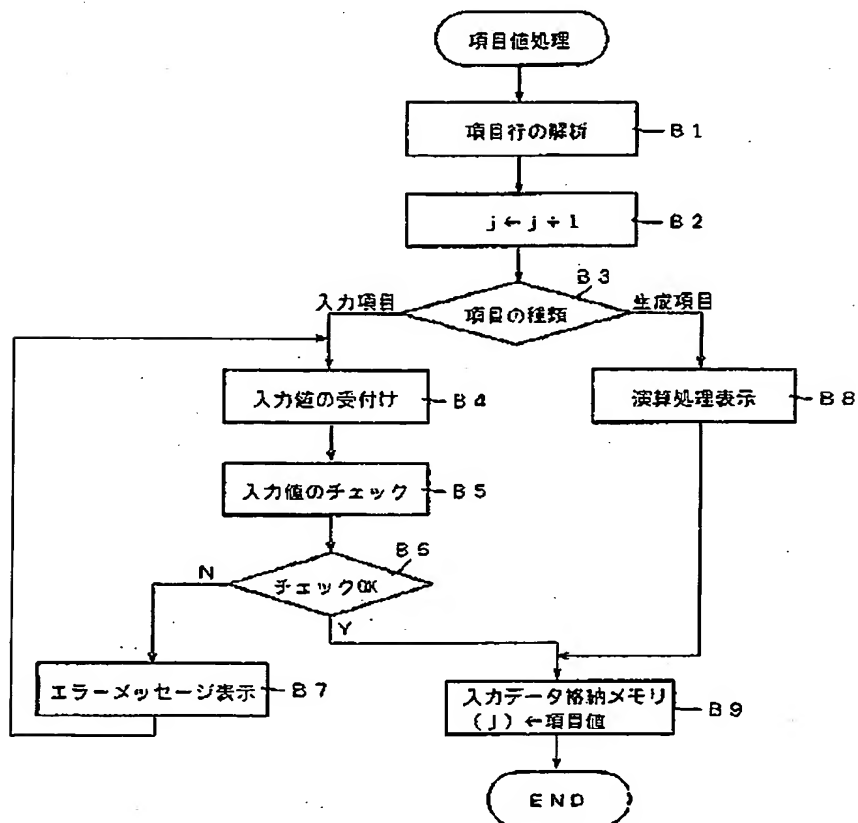 項目値処理
項目行の解析
B1
j←j+1
B2
B3
入力項目
生成項目
項目の種類
入力値の受付け
B4
演算処理表示
B8
入力値のチェック
B5
B6
N
チェックOK
Y
エラーメッセージ表示
B7
入力データ格納メモリ
(J)←項目値
B9
END